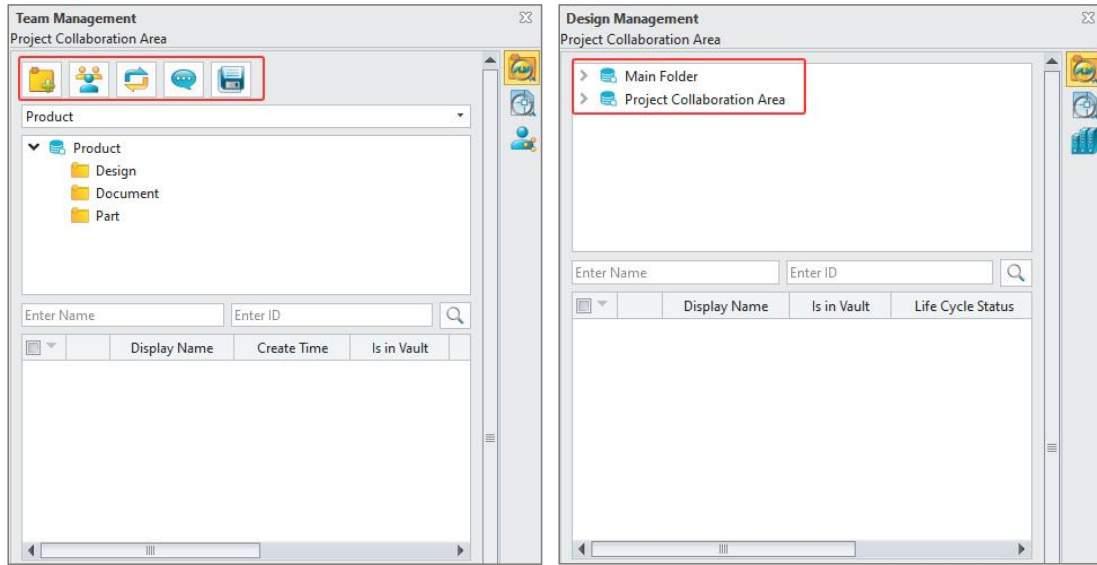 Team Management
Project Collaboration Area
Product
Product
Design
Document
Part
Enter Name Enter ID
Display Name Create Time Is in Vault
Design Management
Project Collaboration Area
Main Folder
Project Collaboration Area
Enter Name Enter ID
Display Name Is in Vault Life Cycle Status